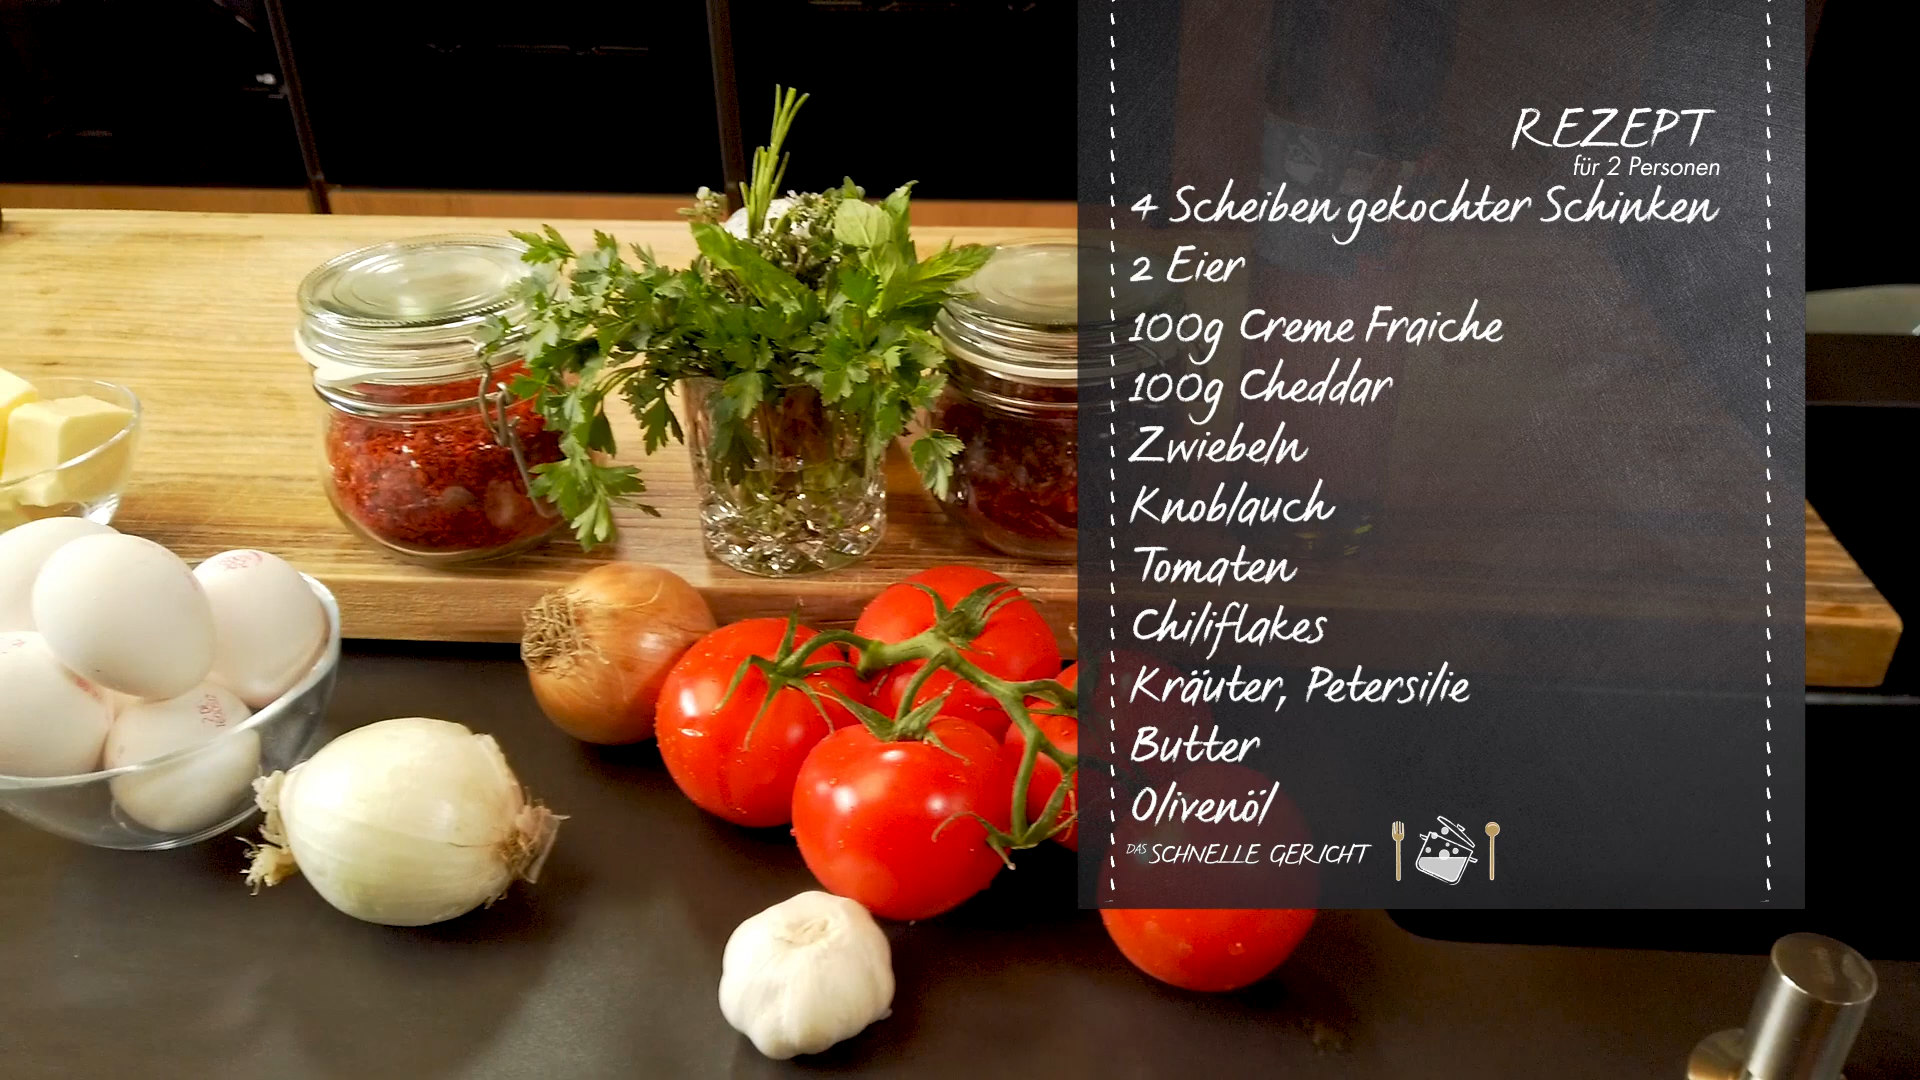 REZEPT
für 2 Personen
4 Scheiben gekochter Schinken
2 Eier
100g Creme Fraiche
100g Cheddar
Zwiebeln
Knoblauch
Tomaten
Chiliflakes
Kräuter, Petersilie
Butter
Olivenöl
DAS SCHNELLE GERICHT